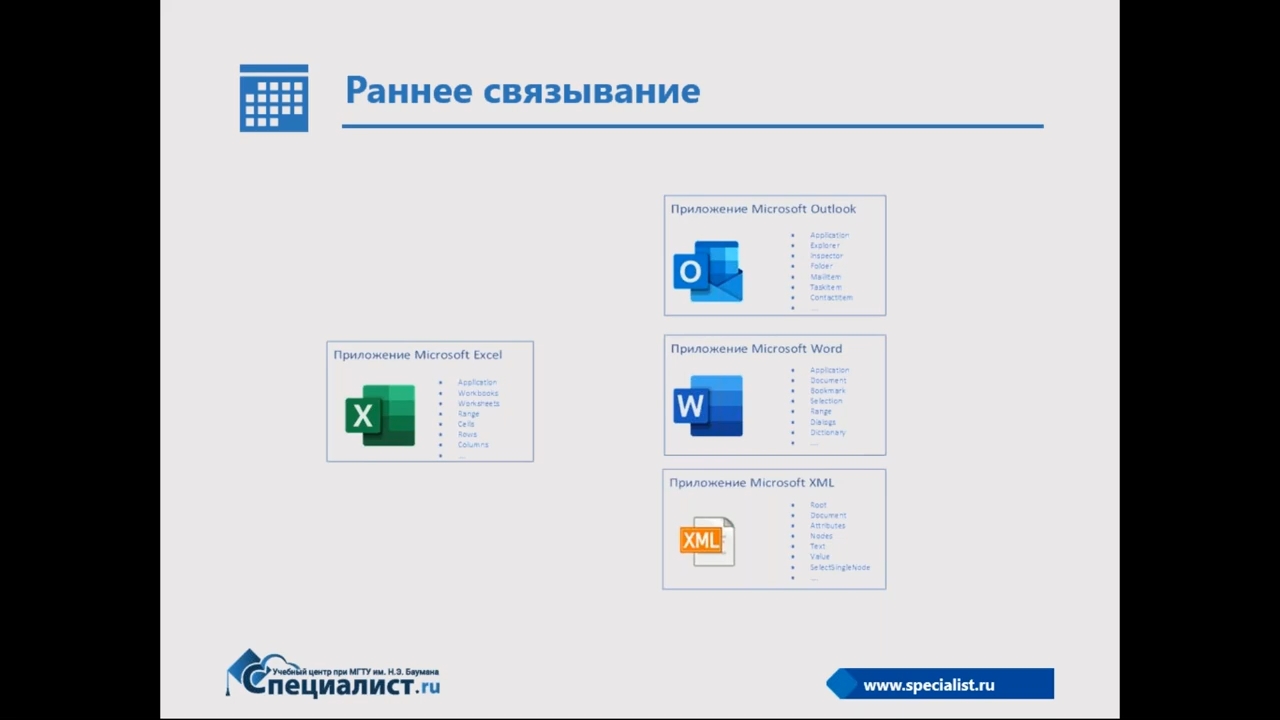 Раннее связывание
Приложение Microsoft Outlook
O
Application
Explorer
Inspector
Folder
MailItem
TaskItem
ContactItem
....
Приложение Microsoft Excel
X
Application
Workbooks
Worksheets
Range
Cells
Rows
Columns
....
Приложение Microsoft Word
W
Application
Document
Bookmark
Selection
Range
Dialogs
Dictionary
....
Приложение Microsoft XML
XML
Root
Document
Attributes
Nodes
Text
Value
SelectSingleNode
....
Учебный центр при МГТУ им. Н.Э. Баумана
Специалист.ru
www.specialist.ru